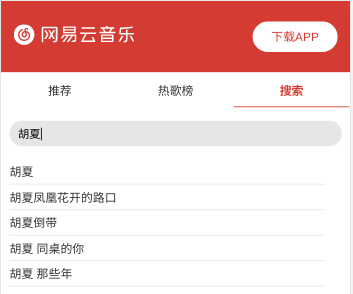 网易云音乐
下载APP
推荐 热歌榜 搜索
胡夏
胡夏
胡夏凤凰花开的路口
胡夏倒带
胡夏 同桌的你
胡夏 那些年